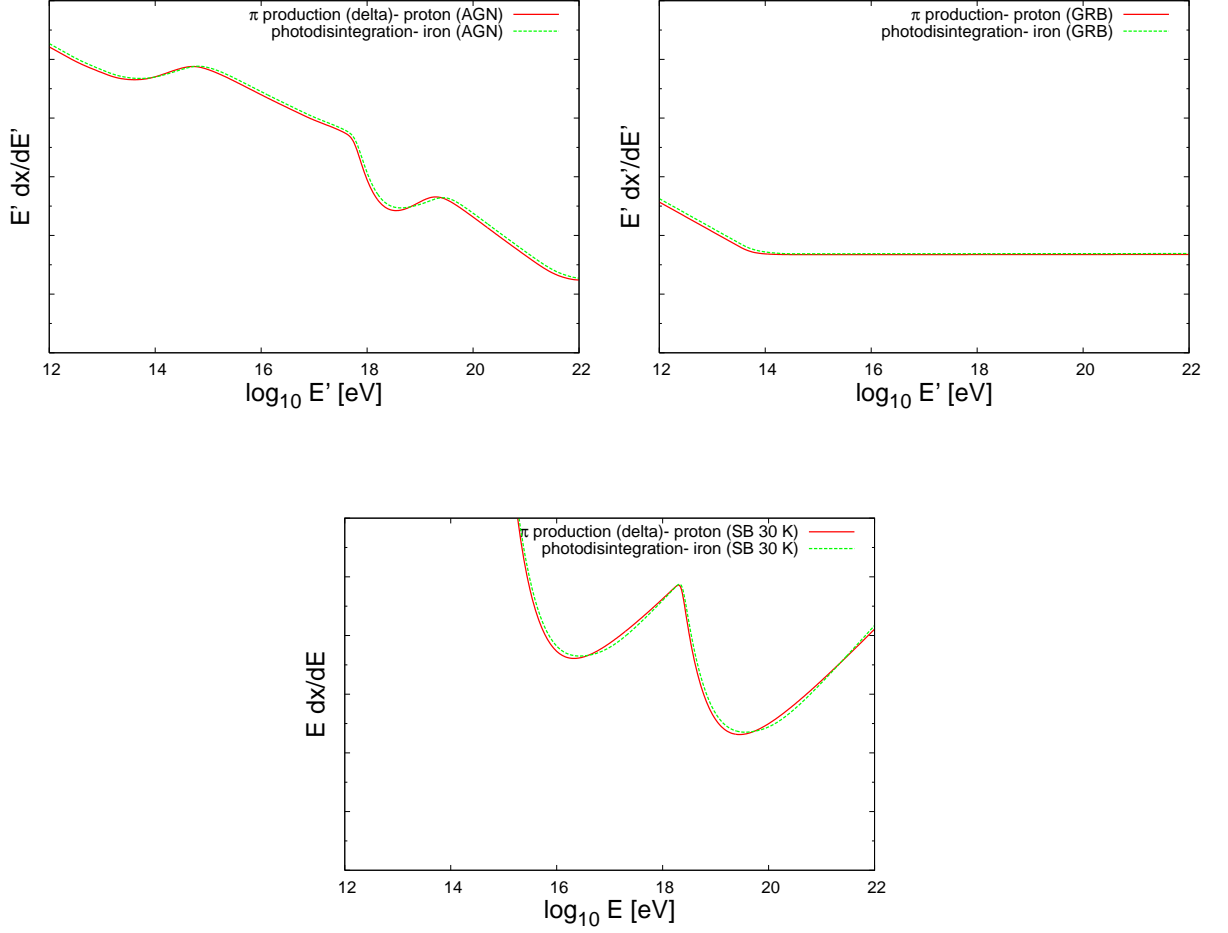 π production (delta)- proton (AGN)
photodisintegration- iron (AGN)
E' dx/dE'
12 14 16 18 20 22
log10 E' [eV]
π production- proton (GRB)
photodisintegration- iron (GRB)
E' dx'/dE'
12 14 16 18 20 22
log10 E' [eV]
π production (delta)- proton (SB 30 K)
photodisintegration- iron (SB 30 K)
E dx/dE
12 14 16 18 20 22
log10 E [eV]